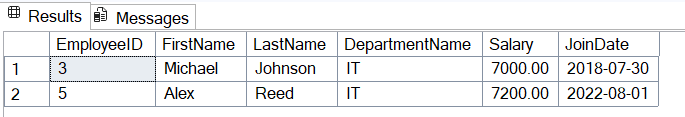 Results Messages
EmployeeID FirstName LastName DepartmentName Salary JoinDate
1 3 Michael Johnson IT 7000.00 2018-07-30
2 5 Alex Reed IT 7200.00 2022-08-01